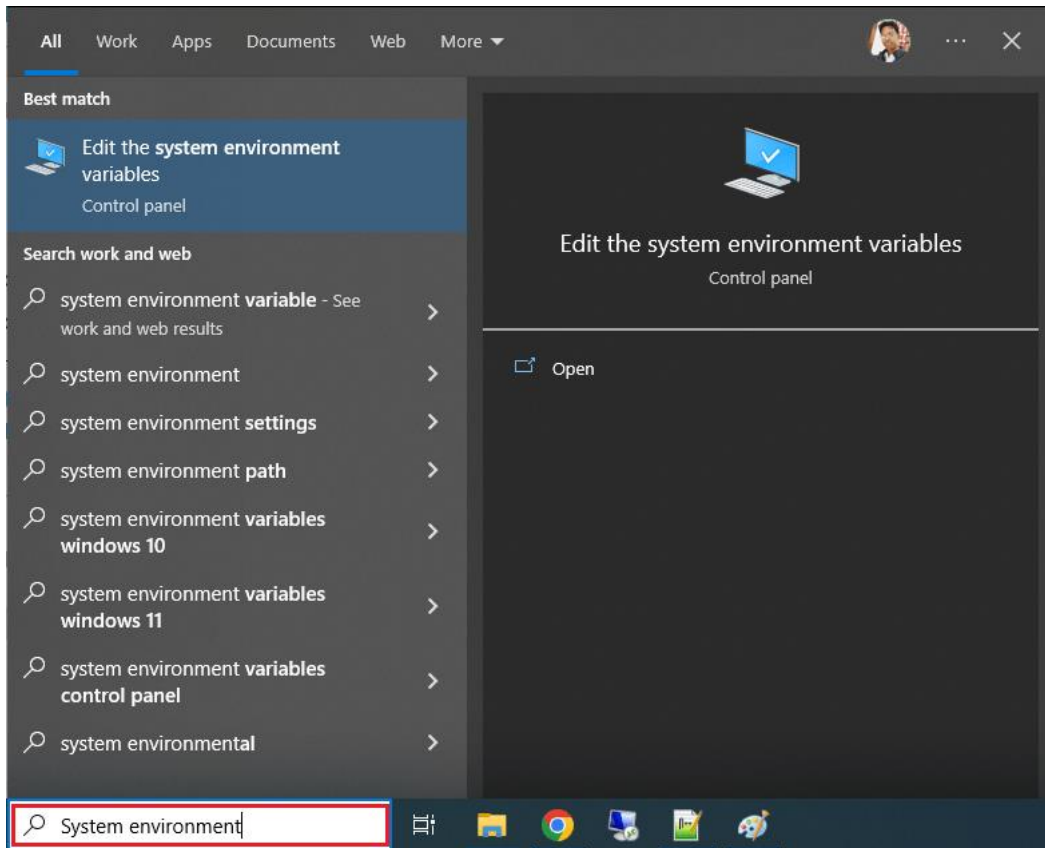 All Work Apps Documents Web More
Best match
Edit the system environment
variables
Control panel
Search work and web
system environment variable - See
work and web results
system environment
system environment settings
system environment path
system environment variables
windows 10
system environment variables
windows 11
system environment variables
control panel
system environmental
Edit the system environment variables
Control panel
Open
System environment